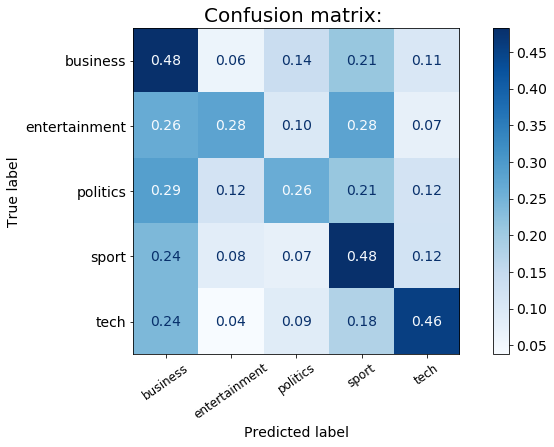 Confusion matrix:
True label
business 0.48 0.06 0.14 0.21 0.11
entertainment 0.26 0.28 0.10 0.28 0.07
politics 0.29 0.12 0.26 0.21 0.12
sport 0.24 0.08 0.07 0.48 0.12
tech 0.24 0.04 0.09 0.18 0.46
business entertainment politics sport tech
Predicted label
0.45
0.40
0.35
0.30
0.25
0.20
0.15
0.10
0.05